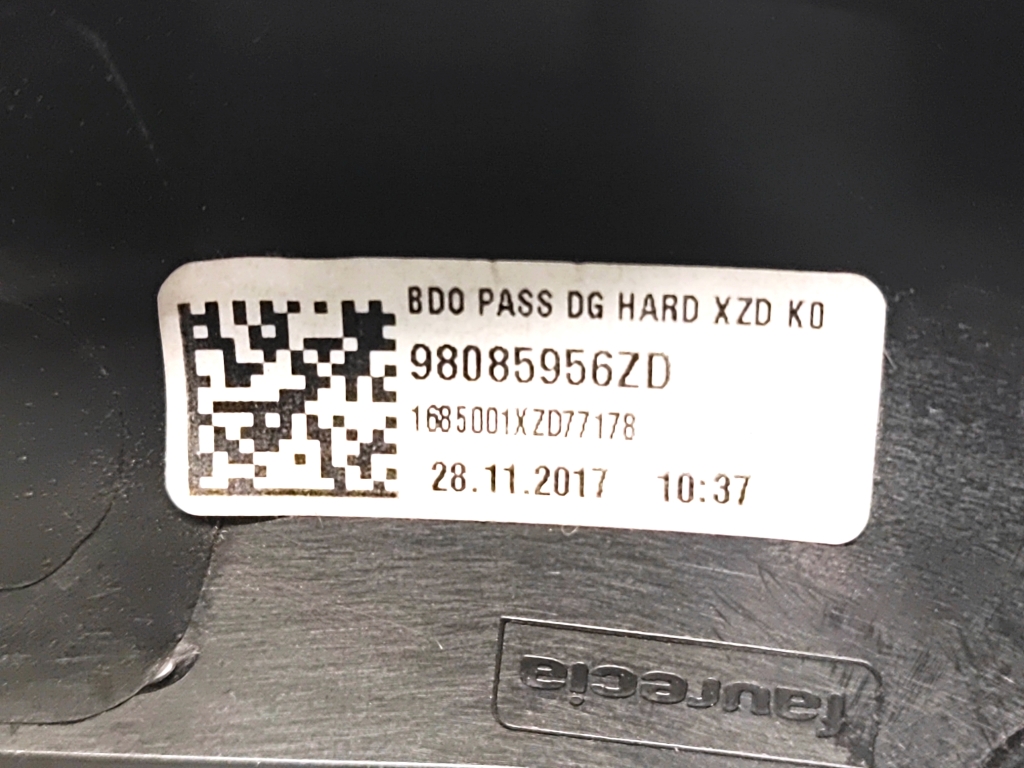 BDO PASS DG HARD XZD K0
98085956ZD
1685001XZD77178
28.11.2017 10:37
faurecia